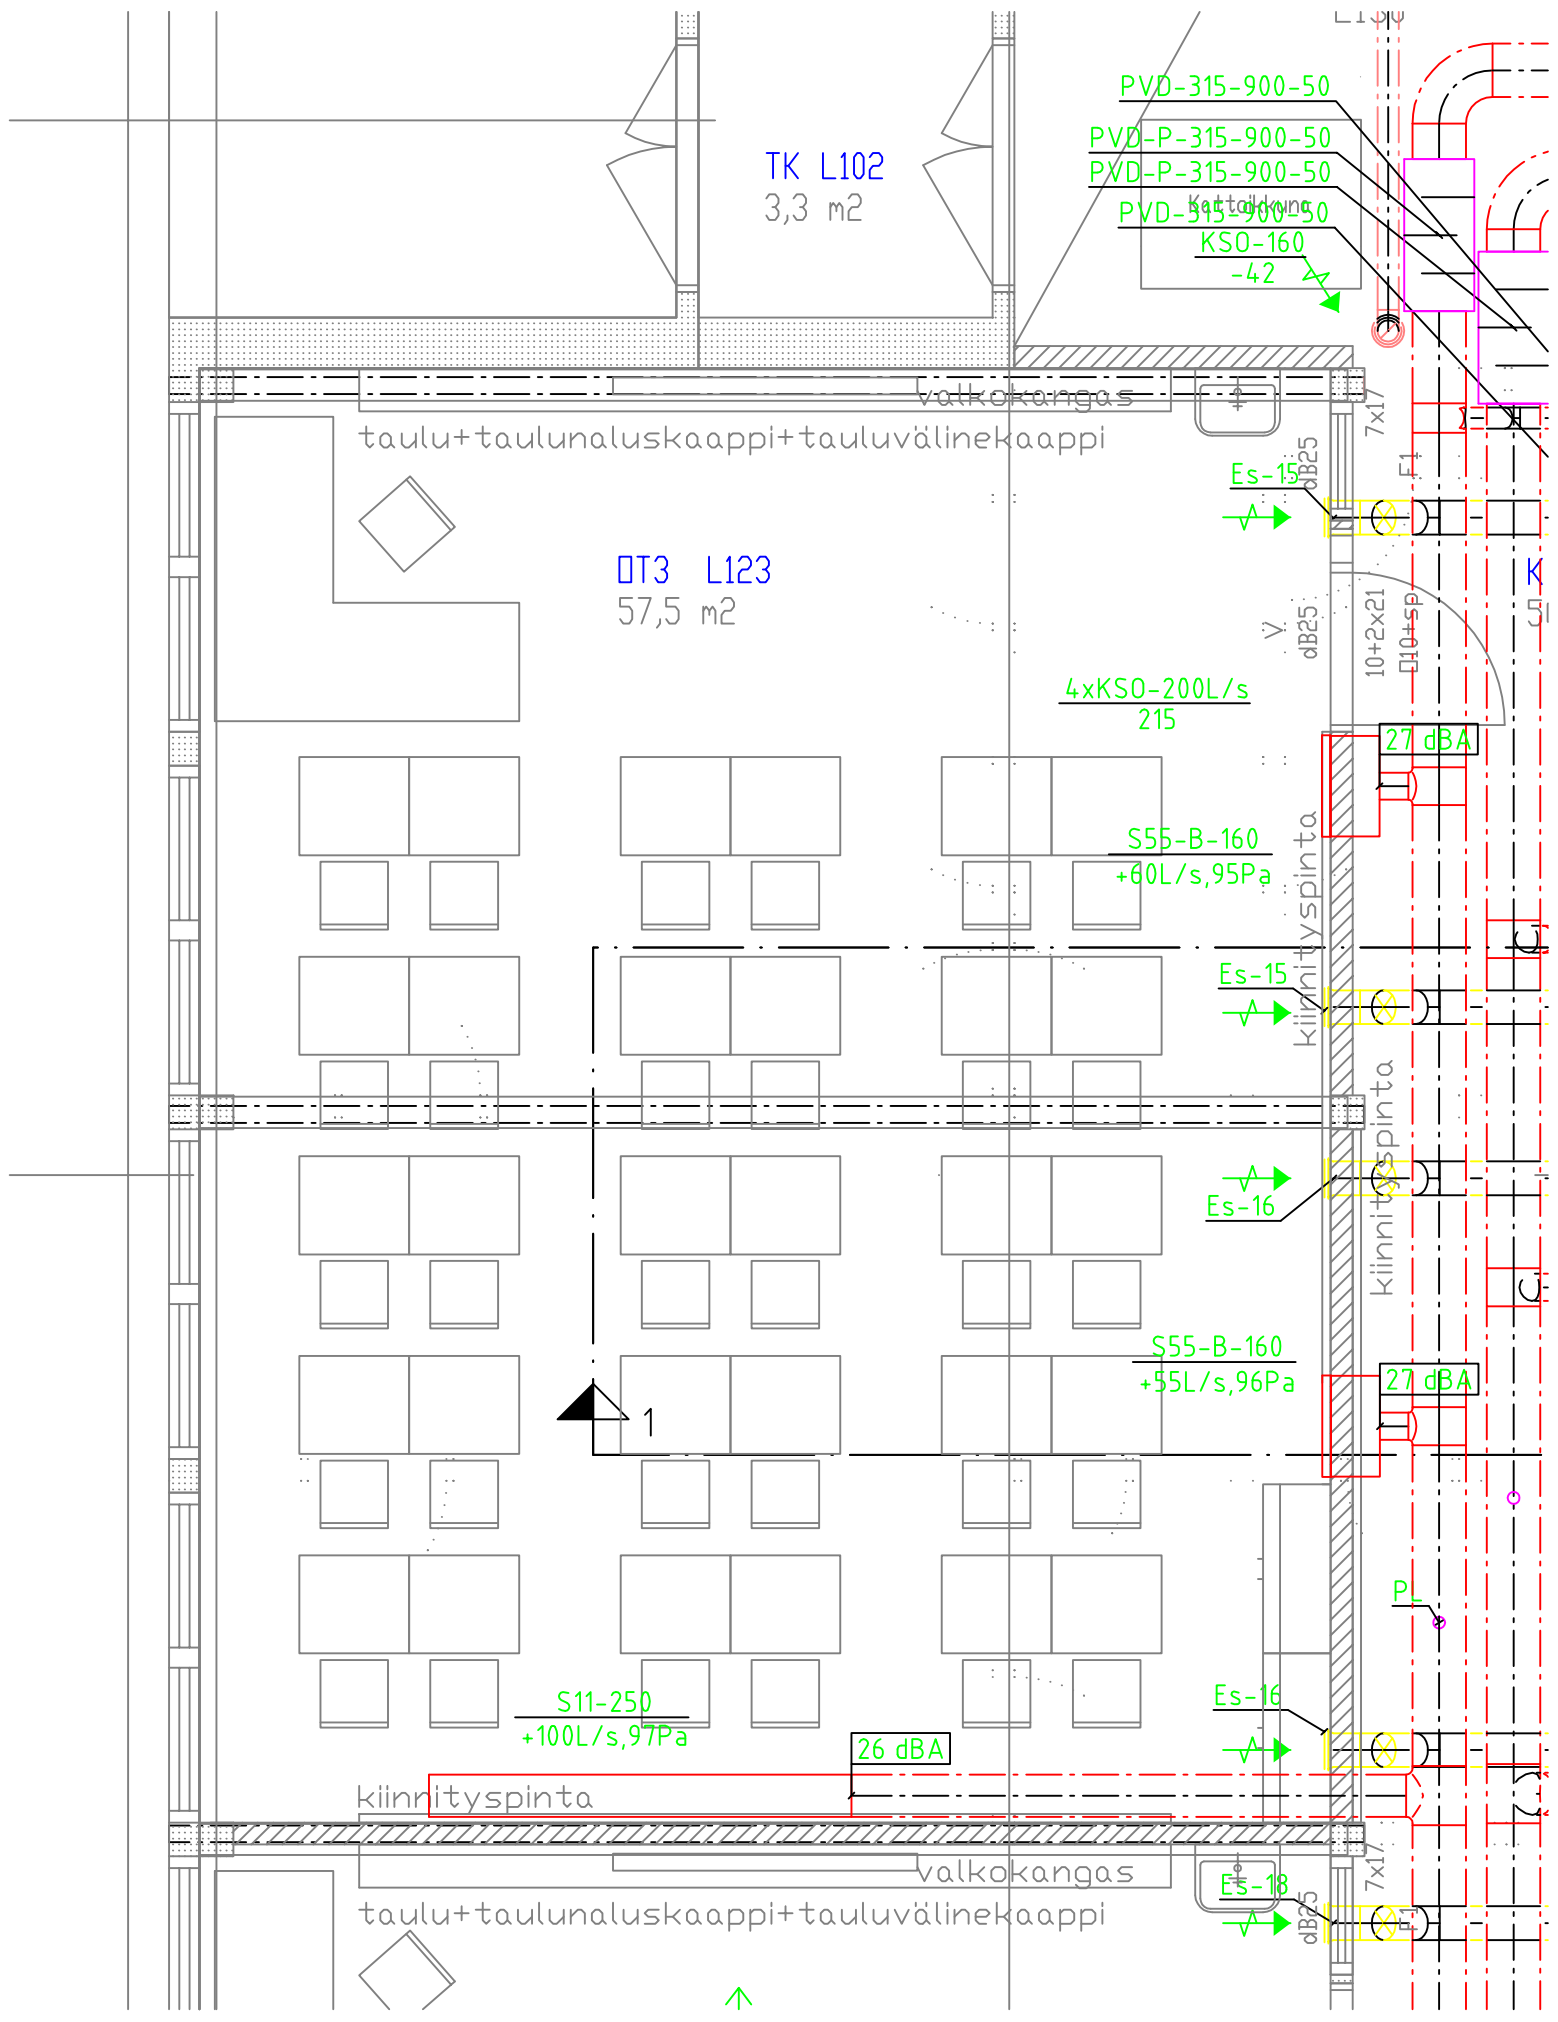 PVD-315-900-50
PVD-P-315-900-50
PVD-P-315-900-50
Kattoikkuna
PVD-315-900-50
KSO-160
-42
TK L102
3,3 m2
valkokangas
taulu+taulunaluskaappi+tauluvälinekaappi
7x17
dB25
F1
Es-15
OT3 L123
57,5 m2
K
V
dB25
10+2x21
□10+sp
4xKSO-200L/s
215
27 dBA
S55-B-160
+60L/s,95Pa
kiinnityspinta
Es-15
kiinnityspinta
Es-16
S55-B-160
+55L/s,96Pa
27 dBA
1
PL
Es-16
S11-250
+100L/s,97Pa
26 dBA
kiinnityspinta
valkokangas
taulu+taulunaluskaappi+tauluvälinekaappi
Es-18
dB25
7x17
F1